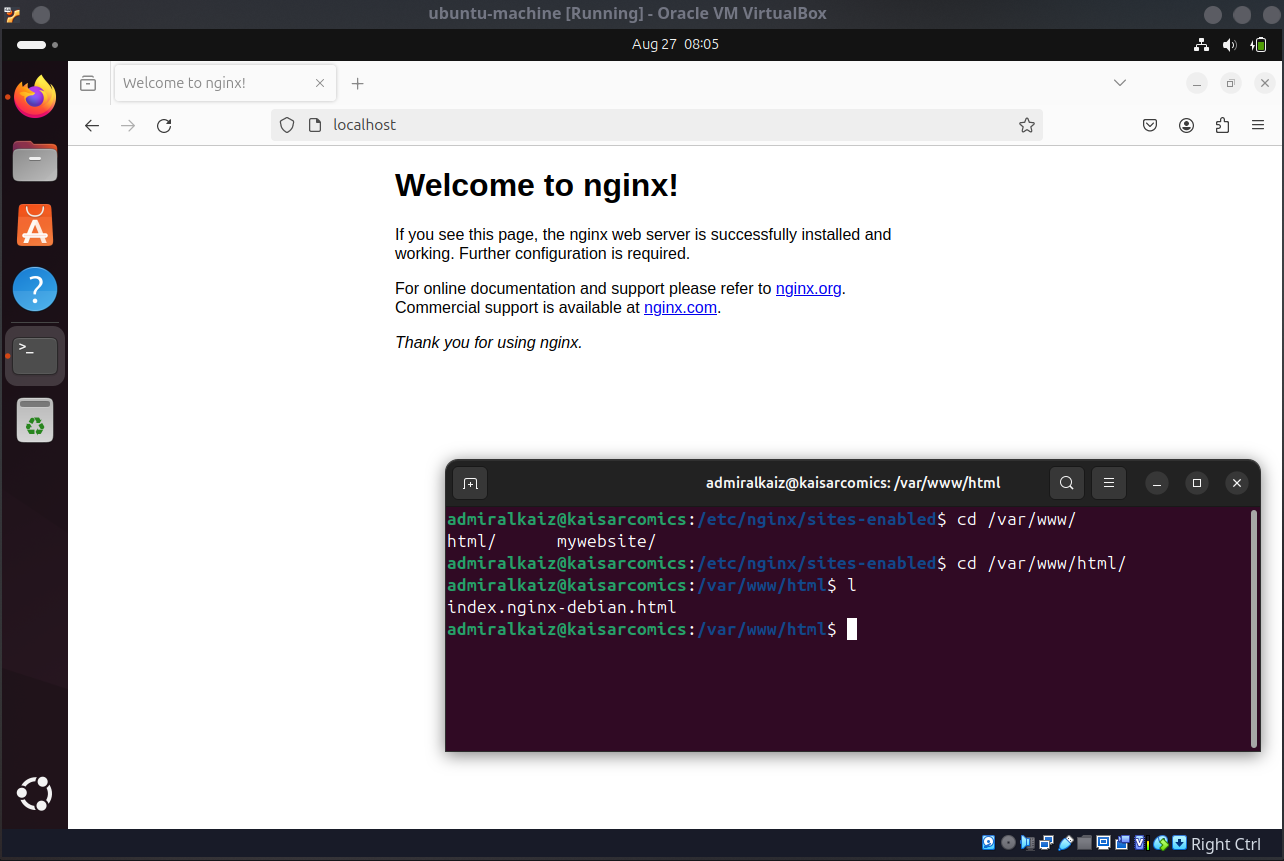 ubuntu-machine [Running] - Oracle VM VirtualBox
Aug 27 08:05
Welcome to nginx!
localhost
Welcome to nginx!
If you see this page, the nginx web server is successfully installed and
working. Further configuration is required.
For online documentation and support please refer to nginx.org.
Commercial support is available at nginx.com.
Thank you for using nginx.
admiralkaiz@kaisarcomics: /var/www/html
admiralkaiz@kaisarcomics:/etc/nginx/sites-enabled$ cd /var/www/
html/      mywebsite/
admiralkaiz@kaisarcomics:/etc/nginx/sites-enabled$ cd /var/www/html/
admiralkaiz@kaisarcomics:/var/www/html$ l
index.nginx-debian.html
admiralkaiz@kaisarcomics:/var/www/html$
Right Ctrl